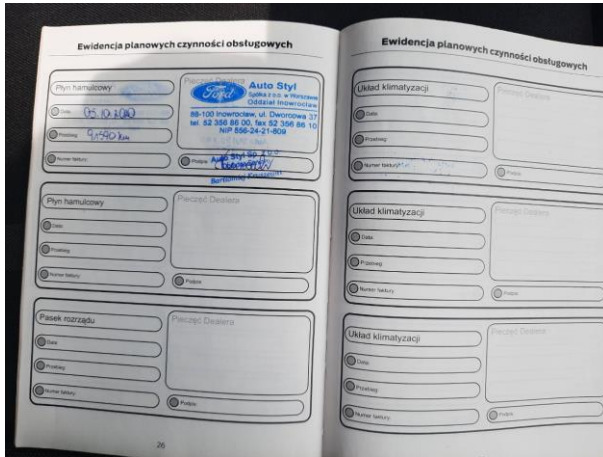 Ewidencja planowych czynności obsługowych
Płyn hamulcowy
Data
Przebieg
Numer faktury
Pieczęć Dealera
Ford
Auto Styl
Spółka z o.o. w Warszawie
Oddział Inowrocław
88-100 Inowrocław, ul. Dworcowa 37
tel. 52 356 86 00, fax 52 356 86 10
NIP 556-24-21-809
Podpis
Płyn hamulcowy
Data
Przebieg
Numer faktury
Pieczęć Dealera
Podpis
Pasek rozrządu
Data
Przebieg
Numer faktury
Pieczęć Dealera
Podpis
26
Ewidencja planowych czynności obsługowych
Układ klimatyzacji
Data
Przebieg
Numer faktury
Pieczęć Dealera
Podpis
Układ klimatyzacji
Data
Przebieg
Numer faktury
Pieczęć Dealera
Podpis
Układ klimatyzacji
Data
Przebieg
Numer faktury
Pieczęć Dealera
Podpis